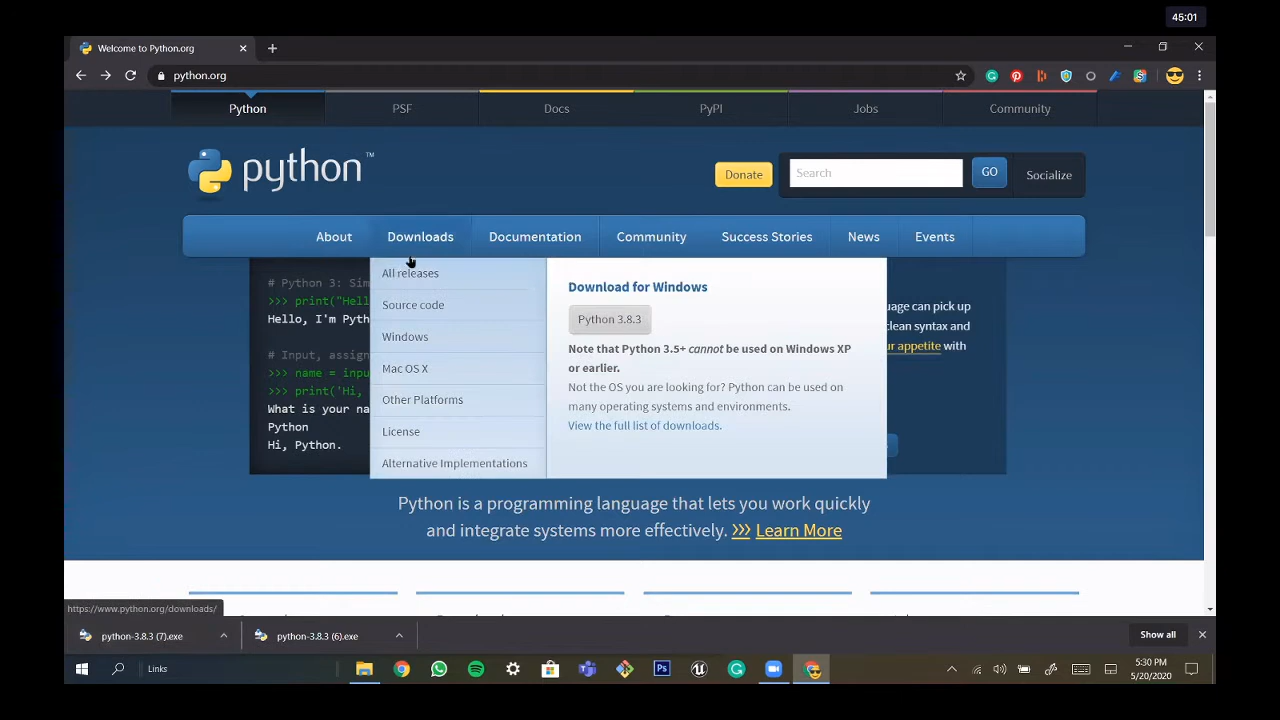 45:01
Welcome to Python.org
python.org
Python
PSF
Docs
PyPI
Jobs
Community
python™
Donate
Search
GO
Socialize
About
Downloads
Documentation
Community
Success Stories
News
Events
All releases
Source code
Windows
Mac OS X
Other Platforms
License
Alternative Implementations
Download for Windows
Python 3.8.3
Note that Python 3.5+ cannot be used on Windows XP
or earlier.
Not the OS you are looking for? Python can be used on
many operating systems and environments.
View the full list of downloads.
# Python 3: Si
>>> print("Hell
Hello, I'm Pyth
# Input, assign
>>> name = inpu
>>> print('Hi,
What is your na
Python
Hi, Python.
uage can pick up
clean syntax and
ur appetite with
Python is a programming language that lets you work quickly
and integrate systems more effectively. >>> Learn More
https://www.python.org/downloads/
python-3.8.3 (7).exe
python-3.8.3 (6).exe
Show all
Links
Ps
5:30 PM
5/20/2020